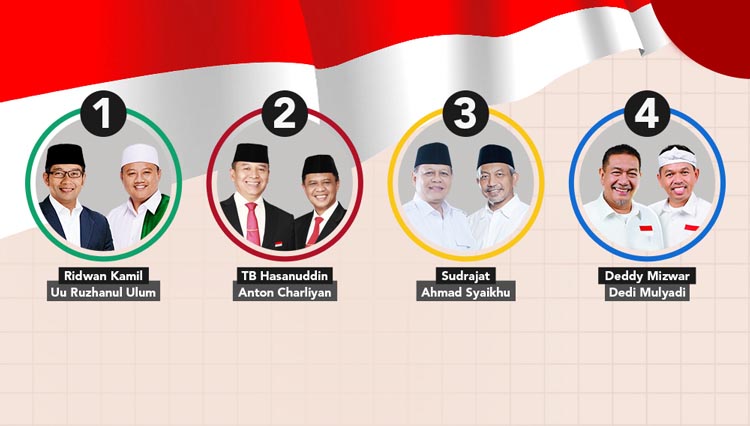 1
2
3
4
Ridwan Kamil
Uu Ruzhanul Ulum
TB Hasanuddin
Anton Charliyan
Sudrajat
Ahmad Syaikhu
Deddy Mizwar
Dedi Mulyadi